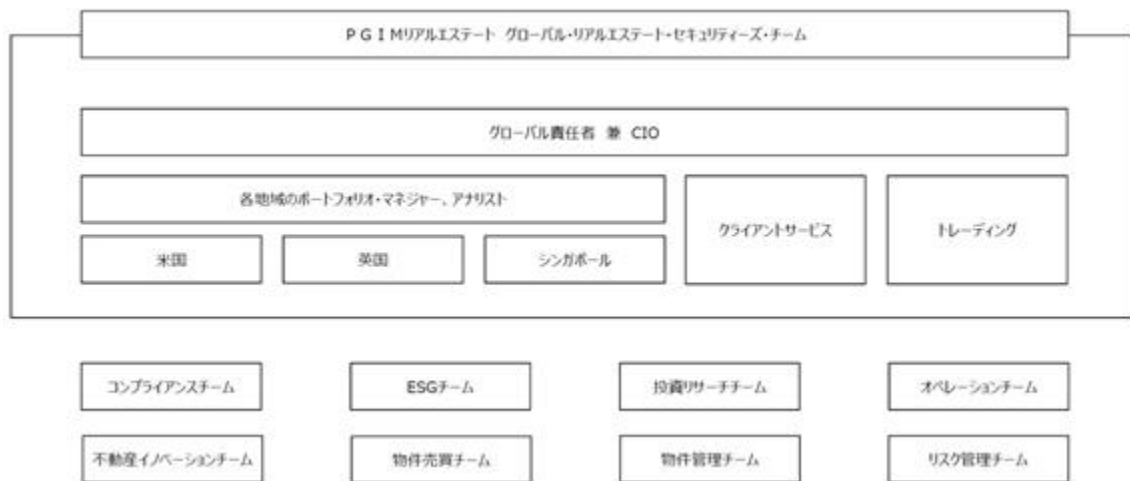 ＰＧＩＭリアルエステート グローバル・リアルエステート・セキュリティーズ・チーム
グローバル責任者 兼 CIO
各地域のポートフォリオ・マネジャー、アナリスト
クライアントサービス
トレーディング
米国
英国
シンガポール
コンプライアンスチーム
ESGチーム
投資リサーチチーム
オペレーションチーム
不動産イノベーションチーム
物件売買チーム
物件管理チーム
リスク管理チーム